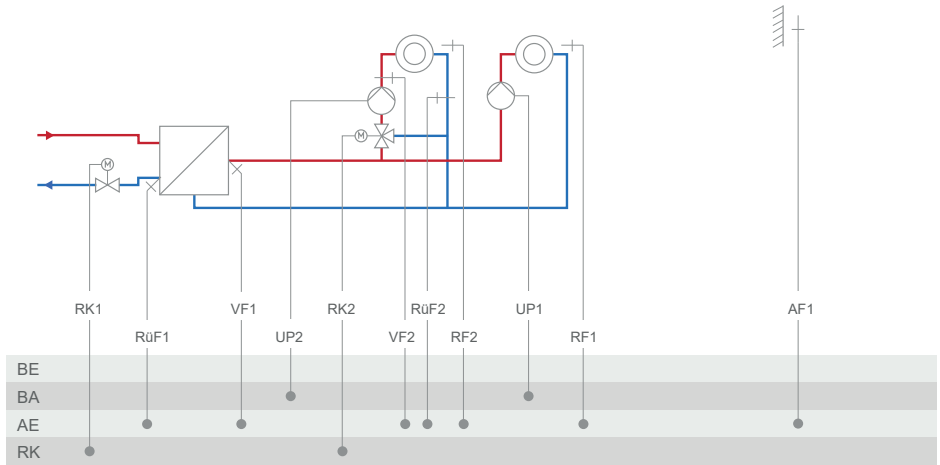 M
M
RK1 VF1 RK2 RüF2 UP1 AF1
RüF1 UP2 VF2 RF2 RF1
BE
BA
AE
RK